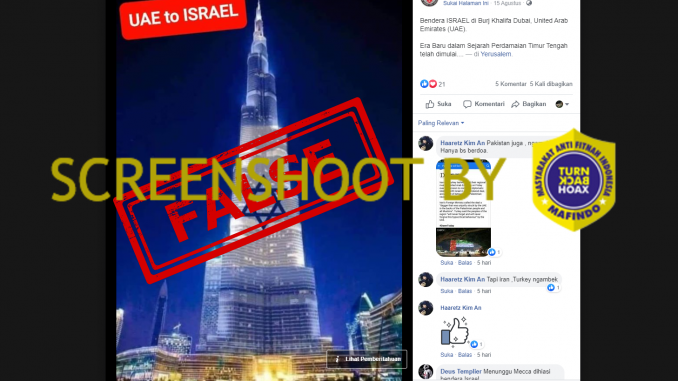 UAE to ISRAEL
FALSE
SCREENSHOOT BY
MASYARAKAT ANTI FITNAH INDONESIA
TURN
BACK
HOAX
MAFINDO
i Lihat Pemberitahuan
Sukai Halaman Ini · 15 Agustus ·
Bendera ISRAEL di Burj Khalifa Dubai, United Arab
Emirates (UAE).
Era Baru dalam Sejarah Perdamaian Timur Tengah
telah dimulai.... — di Yerusalem.
21
5 Komentar 5 Kali dibagikan
Suka
Komentari
Bagikan
Paling Relevan
Haaretz Kim An Pakistan juga ,
Hanya bs berdoa.
1
Suka · Balas · 5 hari
Haaretz Kim An Tapi iran ,Turkey ngambek
1
Suka · Balas · 5 hari
Haaretz Kim An
1
Suka · Balas · 5 hari
Deus Templier Menunggu Mecca dihiasi
bendera Israel